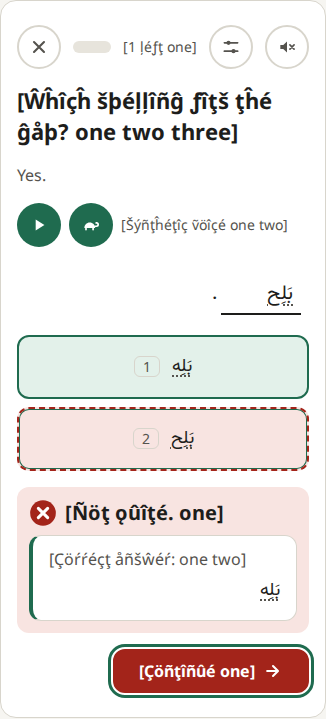 [1 ļéƒţ one]
[Ŵĥîçĥ šþéļļîñĝ ƒîţš ţĥé
ĝåþ? one two three]
Yes.
[Šýñţĥéţîç ṽöîçé one two]
بَلِح .
1 بَلِه
2 بَلِح
[Ñöţ ǫûîţé. one]
[Çöŕŕéçţ åñšŵéŕ: one two]
بَلِه
[Çöñţîñûé one]